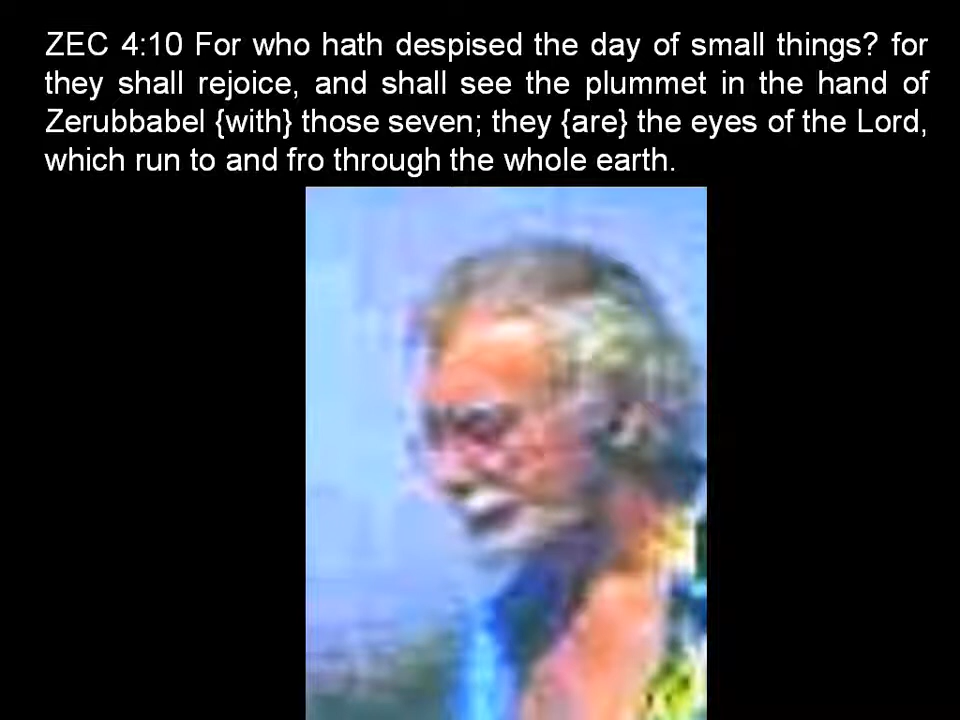 ZEC 4:10 For who hath despised the day of small things? for
they shall rejoice, and shall see the plummet in the hand of
Zerubbabel {with} those seven; they {are} the eyes of the Lord,
which run to and fro through the whole earth.